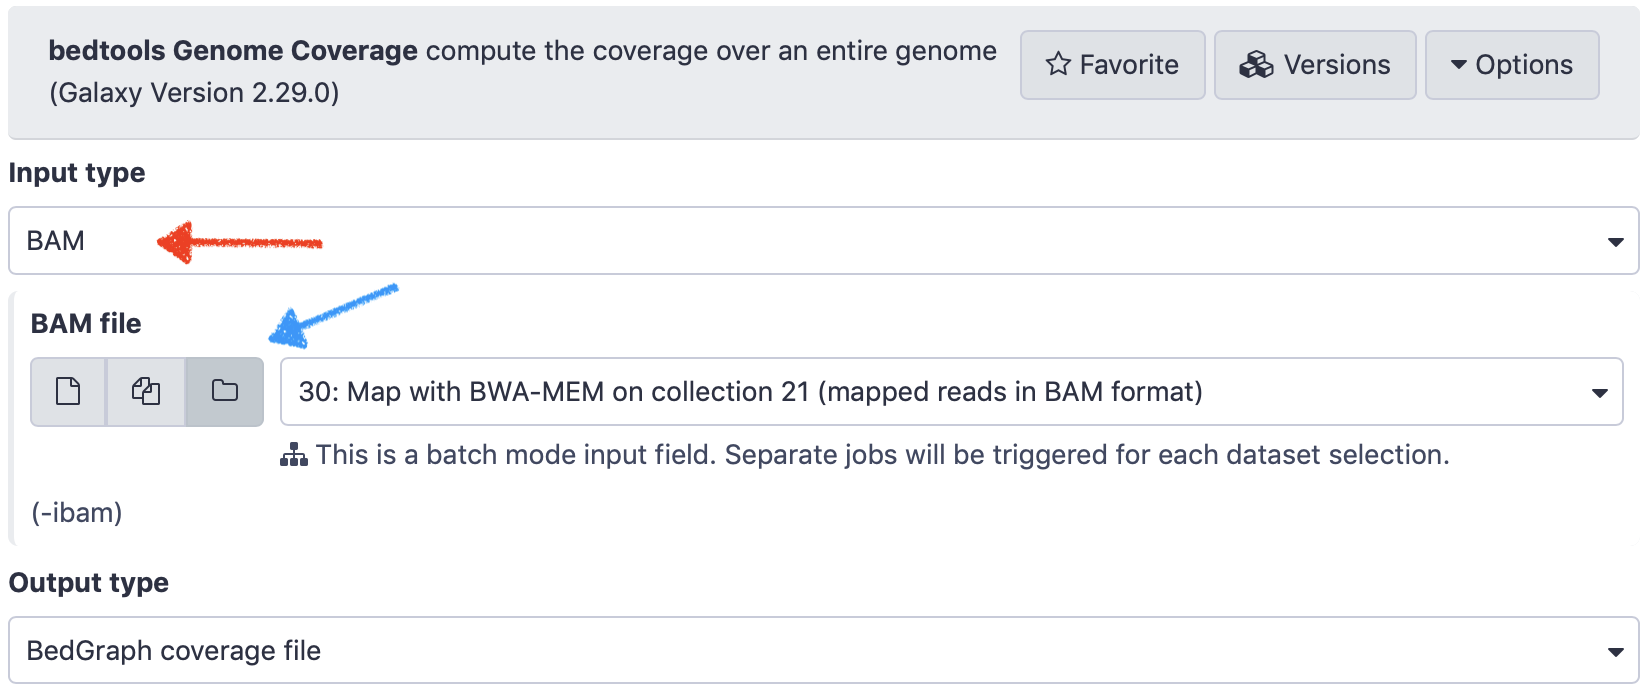 bedtools Genome Coverage compute the coverage over an entire genome
(Galaxy Version 2.29.0)
Favorite
Versions
Options
Input type
BAM
BAM file
30: Map with BWA-MEM on collection 21 (mapped reads in BAM format)
This is a batch mode input field. Separate jobs will be triggered for each dataset selection.
(-ibam)
Output type
BedGraph coverage file